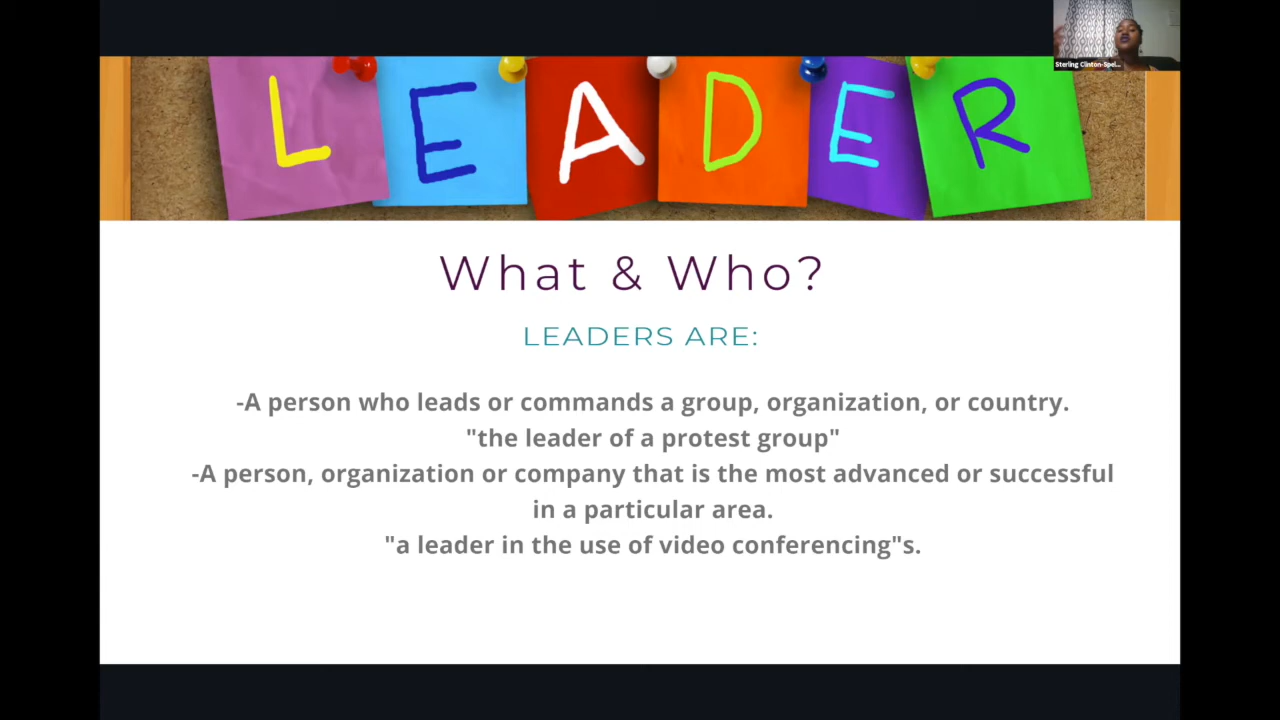 LEADER
Sterling Clinton-Spel...
What & Who?
LEADERS ARE:
-A person who leads or commands a group, organization, or country.
"the leader of a protest group"
-A person, organization or company that is the most advanced or successful
in a particular area.
"a leader in the use of video conferencing"s.